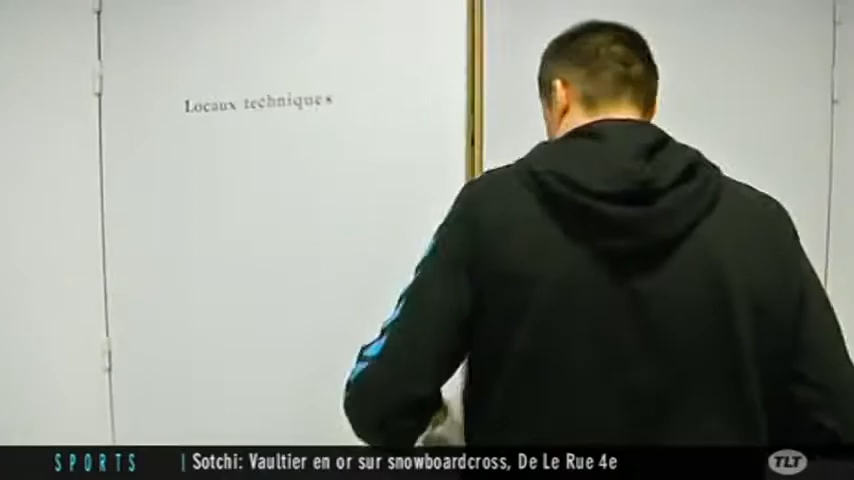 Locaux techniques
SPORTS | Sotchi: Vaultier en or sur snowboardcross, De Le Rue 4e
TLT